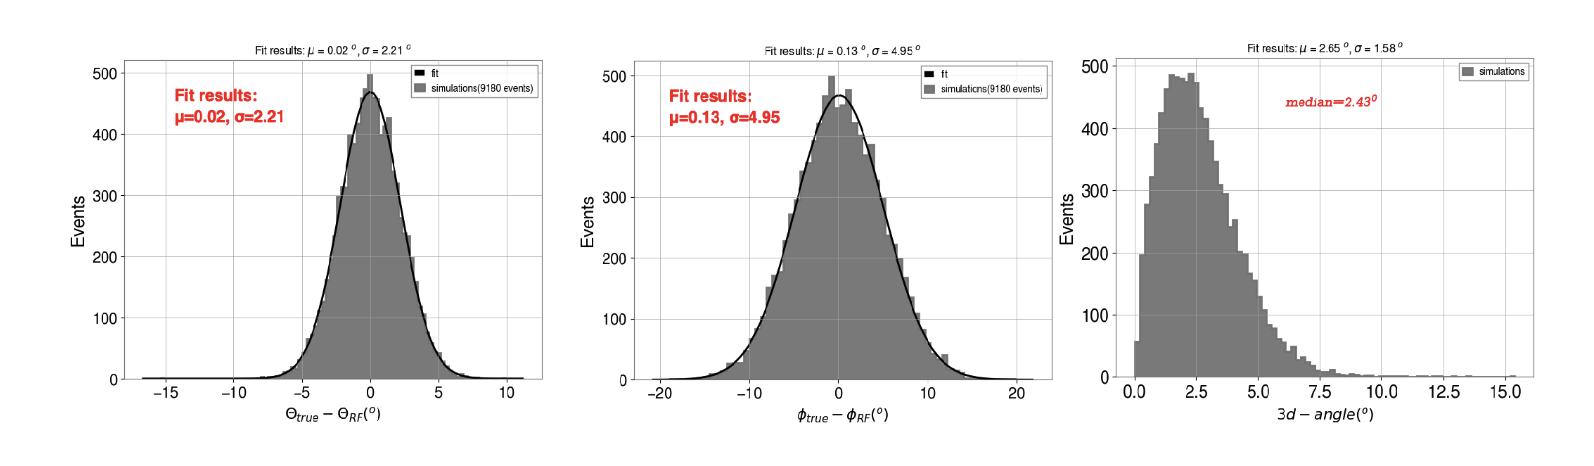 Fit results: μ = 0.02 °, σ = 2.21 °
Fit results:
μ=0.02, σ=2.21
fit
simulations(9180 events)
Events
500
400
300
200
100
0
−15
−10
−5
0
5
10
Θtrue − ΘRF(°)
Fit results: μ = 0.13 °, σ = 4.95 °
Fit results:
μ=0.13, σ=4.95
fit
simulations(9180 events)
Events
500
400
300
200
100
0
−20
−10
0
10
20
ϕtrue − ϕRF(°)
Fit results: μ = 2.65 °, σ = 1.58 °
simulations
median=2.43°
Events
500
400
300
200
100
0
0.0
2.5
5.0
7.5
10.0
12.5
15.0
3d − angle(°)